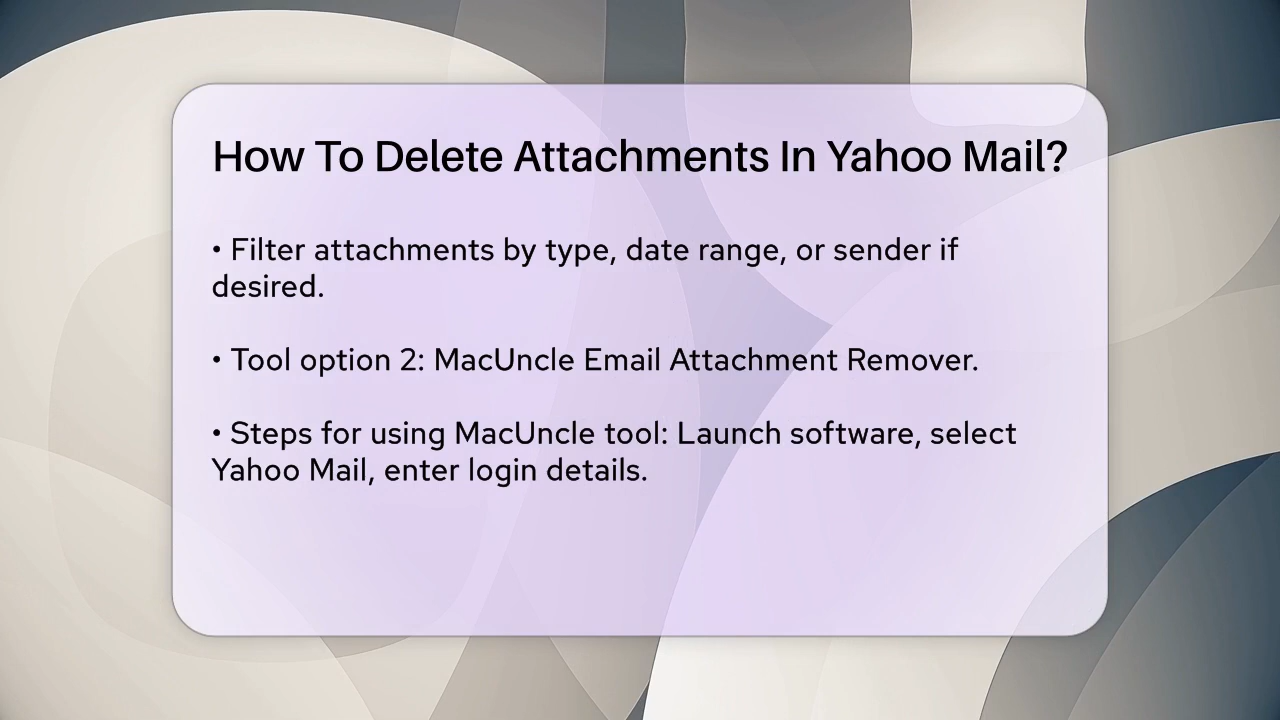 How To Delete Attachments In Yahoo Mail?
• Filter attachments by type, date range, or sender if
desired.
• Tool option 2: MacUncle Email Attachment Remover.
• Steps for using MacUncle tool: Launch software, select
Yahoo Mail, enter login details.